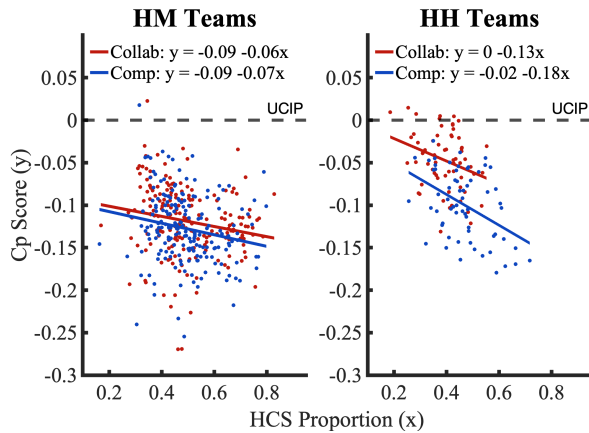 HM Teams
HH Teams
Collab: y = -0.09 -0.06x
Comp: y = -0.09 -0.07x
Collab: y = 0 -0.13x
Comp: y = -0.02 -0.18x
UCIP
UCIP
Cp Score (y)
0.05
0
-0.05
-0.1
-0.15
-0.2
-0.25
-0.3
0.05
0
-0.05
-0.1
-0.15
-0.2
-0.25
-0.3
0.2 0.4 0.6 0.8
0.2 0.4 0.6 0.8
HCS Proportion (x)